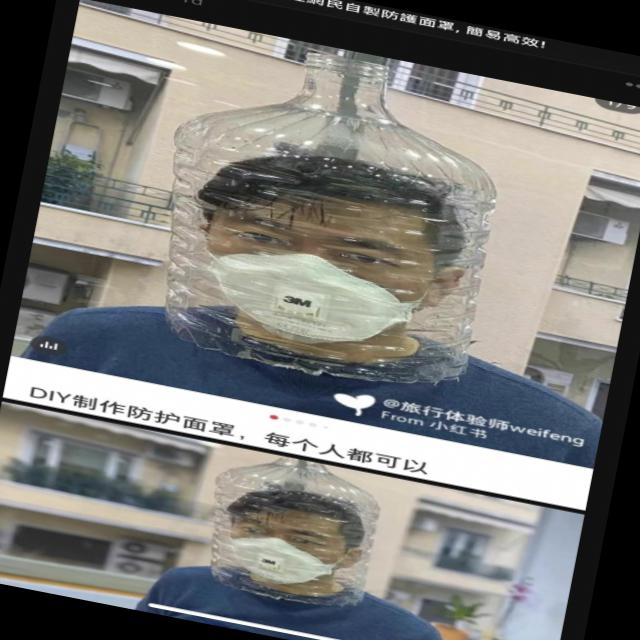 網民自製防護面罩，簡易高效！
3M
@旅行体验师weifeng
From 小红书
DIY制作防护面罩，每个人都可以
3M